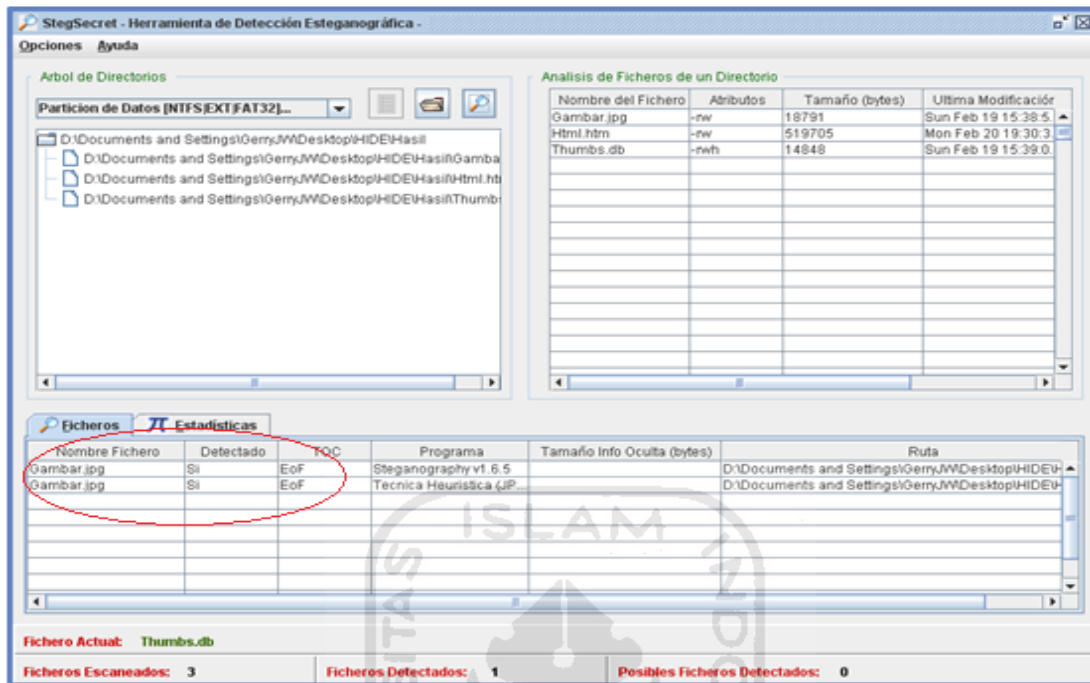 StegSecret - Herramienta de Detección Esteganográfica -
Opciones Ayuda
Arbol de Directorios
Particion de Datos [NTFS|EXT|FAT32]...
D:\Documents and Settings\GerryJW\Desktop\HIDE\Hasil
D:\Documents and Settings\GerryJW\Desktop\HIDE\Hasil\Gamba
D:\Documents and Settings\GerryJW\Desktop\HIDE\Hasil\Html.ht
D:\Documents and Settings\GerryJW\Desktop\HIDE\Hasil\Thumb
Analisis de Ficheros de un Directorio
Nombre del Fichero Atributos Tamaño (bytes) Ultima Modificación
Gambar.jpg -rw 18791 Sun Feb 19 15:38:5.
Html.htm -rw 519705 Mon Feb 20 19:30:3.
Thumbs.db -rwh 14848 Sun Feb 19 15:39:0.
Ficheros Estadísticas
Nombre Fichero Detectado TOC Programa Tamaño Info Oculta (bytes) Ruta
Gambar.jpg Si EoF Steganography v1.6.5 D:\Documents and Settings\GerryJW\Desktop\HIDE\H
Gambar.jpg Si EoF Tecnica Heuristica (JP... D:\Documents and Settings\GerryJW\Desktop\HIDE\H
ISLAM
Fichero Actual: Thumbs.db
Ficheros Escaneados: 3 Ficheros Detectados: 1 Posibles Ficheros Detectados: 0